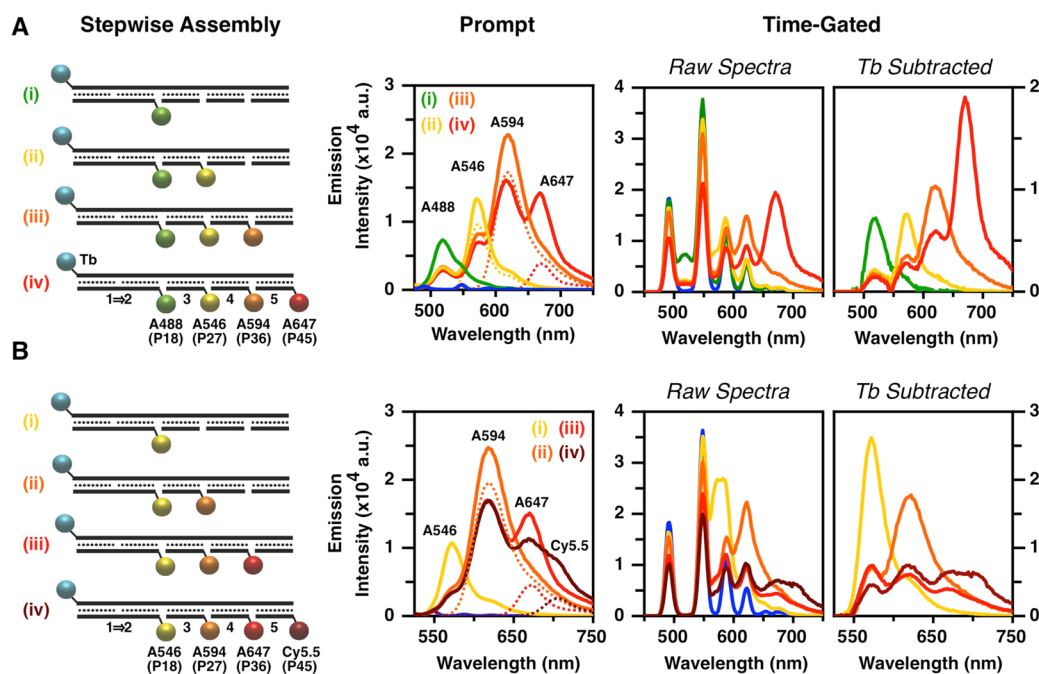 A
Stepwise Assembly
Prompt
Time-Gated
Raw Spectra
Tb Subtracted
(i)
(ii)
(iii)
(iv)
Tb
1⇒2 3 4 5
A488 A546 A594 A647
(P18) (P27) (P36) (P45)
Emission
Intensity (x10⁴ a.u.)
3
2
1
0
(i) (iii)
(ii) (iv)
A594
A546
A647
A488
500 600 700
Wavelength (nm)
4
3
2
1
0
500 600 700
Wavelength (nm)
500 600 700
Wavelength (nm)
2
1
0
B
Raw Spectra
Tb Subtracted
(i)
(ii)
(iii)
(iv)
1⇒2 3 4 5
A546 A594 A647 Cy5.5
(P18) (P27) (P36) (P45)
Emission
Intensity (x10⁴ a.u.)
3
2
1
0
(i) (iii)
(ii) (iv)
A594
A647
A546
Cy5.5
550 650 750
Wavelength (nm)
4
3
2
1
0
450 550 650 750
Wavelength (nm)
550 650 750
Wavelength (nm)
3
2
1
0